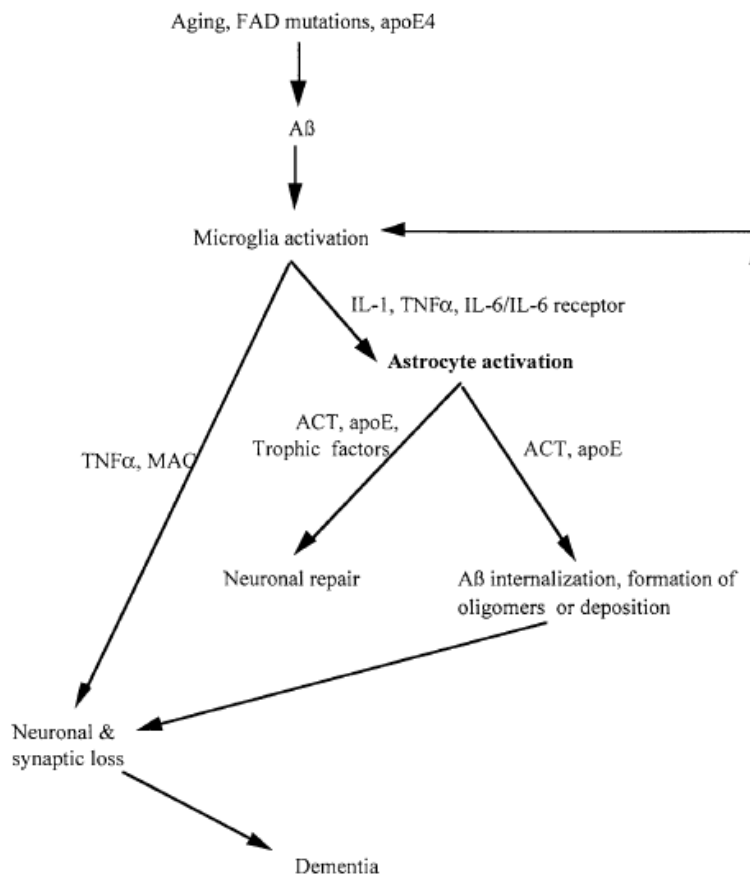 Aging, FAD mutations, apoE4
Aß
Microglia activation
IL-1, TNFα, IL-6/IL-6 receptor
Astrocyte activation
ACT, apoE,
Trophic factors
ACT, apoE
TNFα, MAC
Neuronal repair
Aß internalization, formation of
oligomers or deposition
Neuronal &
synaptic loss
Dementia